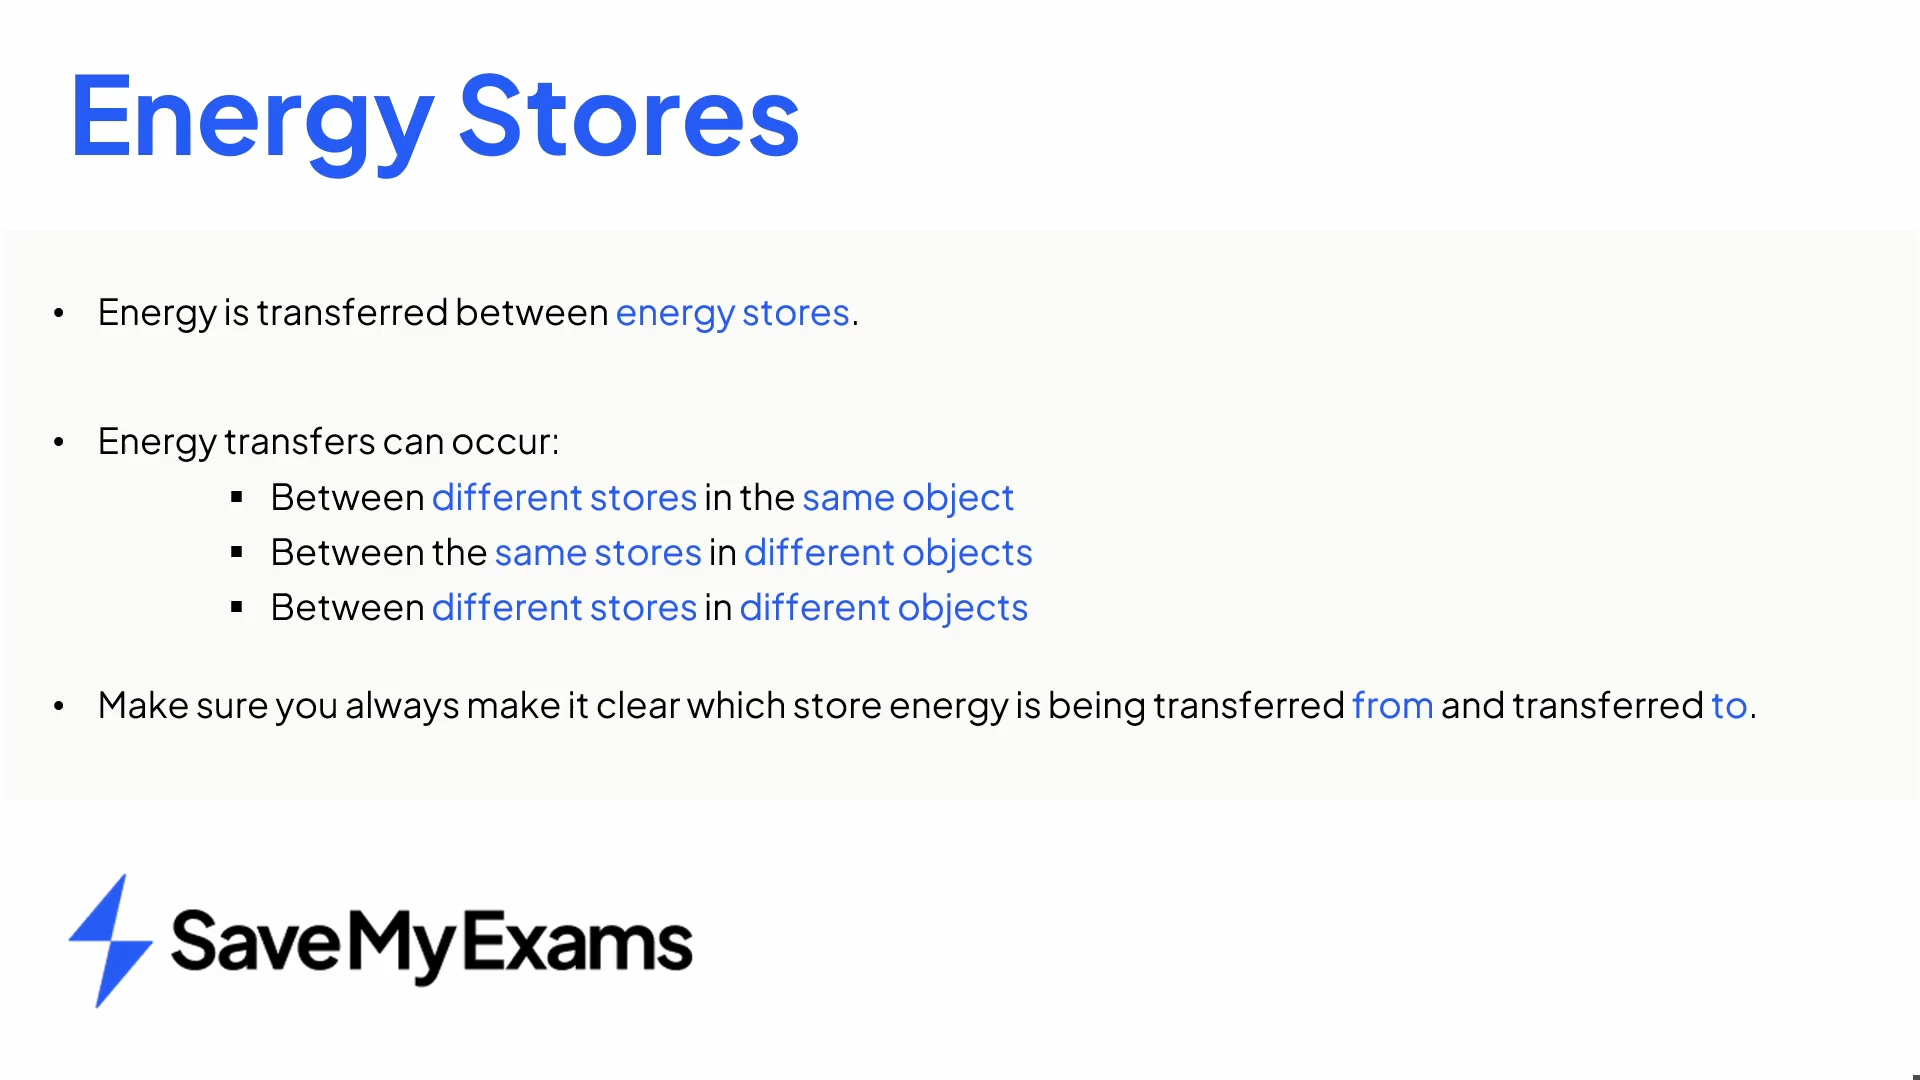 Energy Stores
• Energy is transferred between energy stores.
• Energy transfers can occur:
▪ Between different stores in the same object
▪ Between the same stores in different objects
▪ Between different stores in different objects
• Make sure you always make it clear which store energy is being transferred from and transferred to.
SaveMyExams